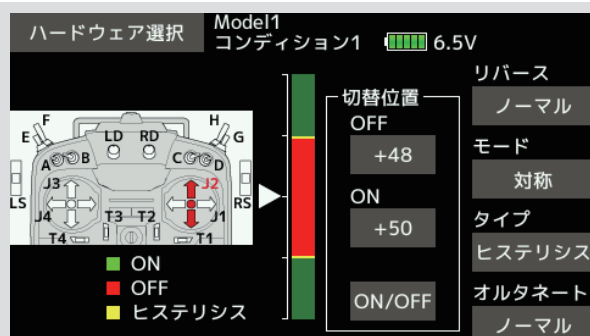 ハードウェア選択
Model1
コンディション1 6.5V
F
H
E
LD RD
G
A B
C D
J3
J2
LS
RS
J4
T3 T2
J1
T4
T1
ON
OFF
ヒステリシス
切替位置
OFF
+48
ON
+50
ON/OFF
リバース
ノーマル
モード
対称
タイプ
ヒステリシス
オルタネート
ノーマル